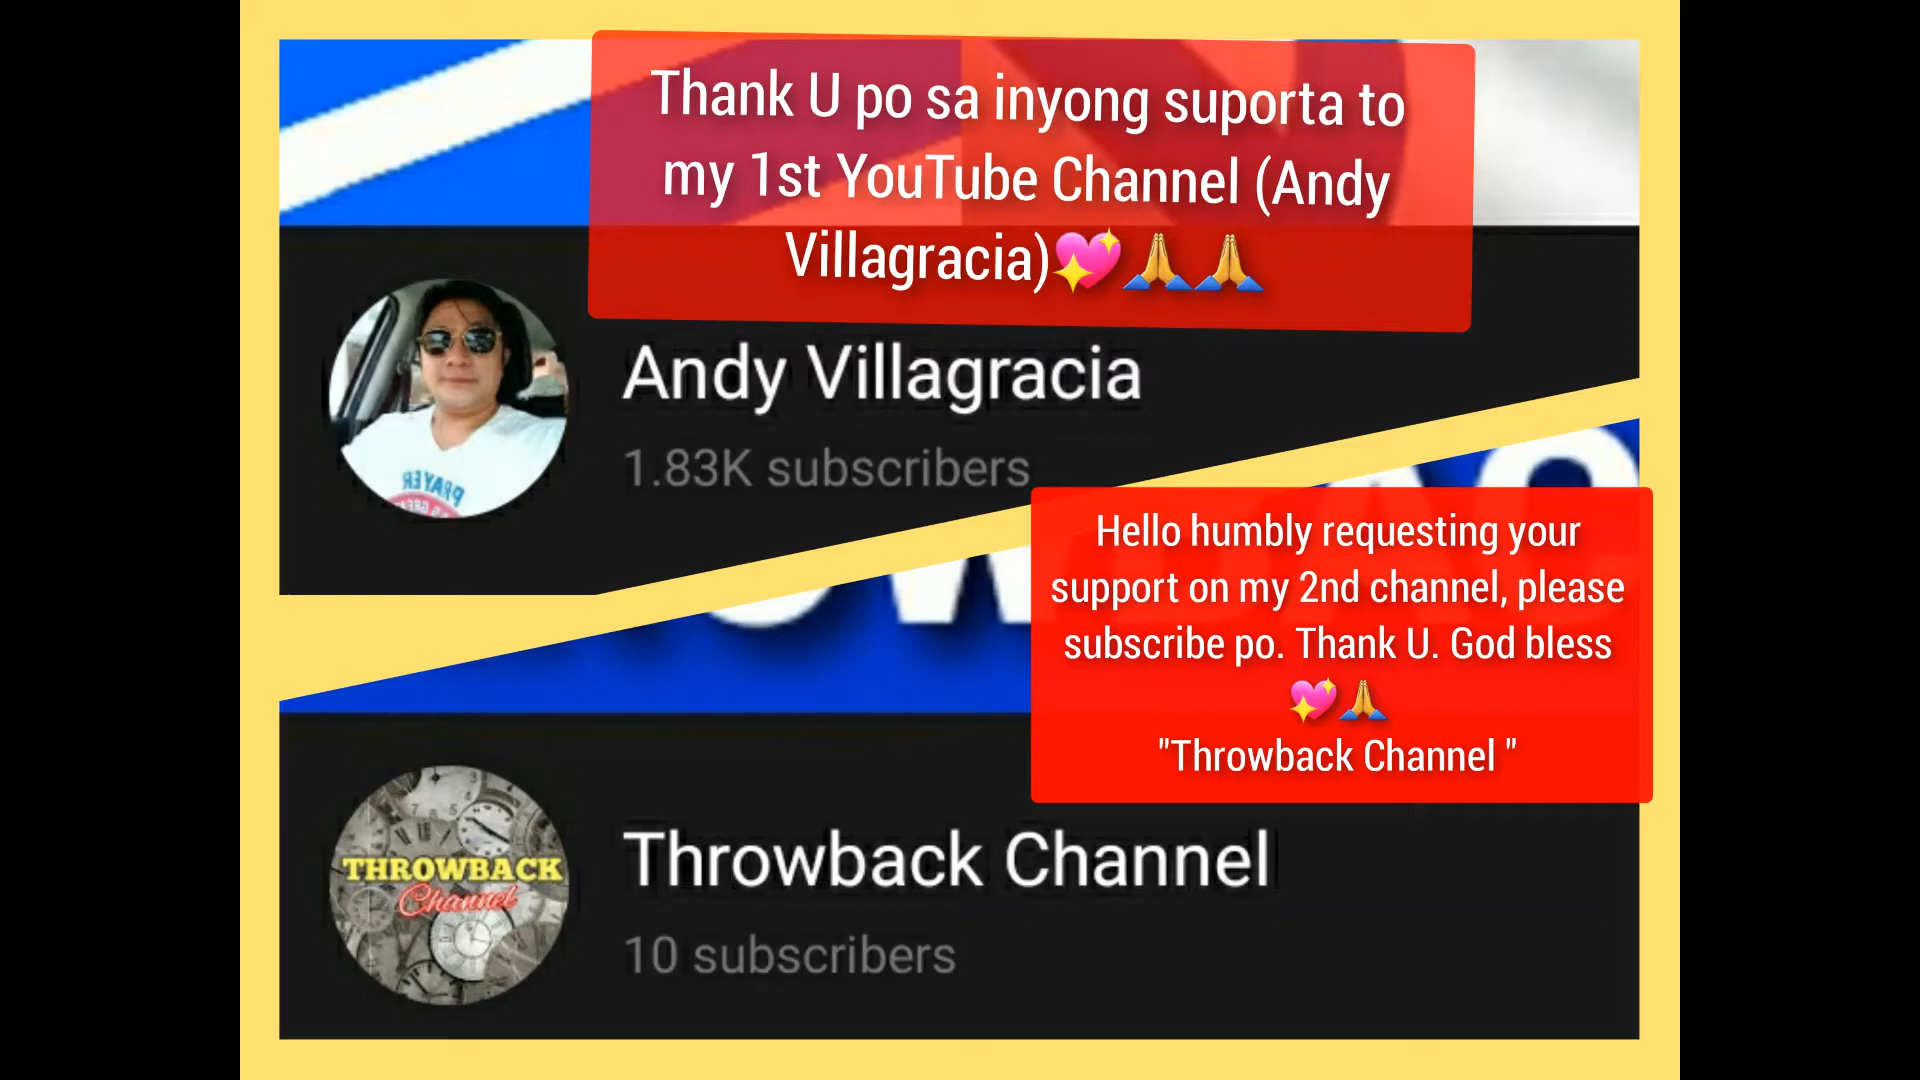 Thank U po sa inyong suporta to
my 1st YouTube Channel (Andy
Villagracia)💖🙏🙏
Andy Villagracia
1.83K subscribers
PRAYER
Hello humbly requesting your
support on my 2nd channel, please
subscribe po. Thank U. God bless
💖🙏
"Throwback Channel "
THROWBACK
Channel
Throwback Channel
10 subscribers